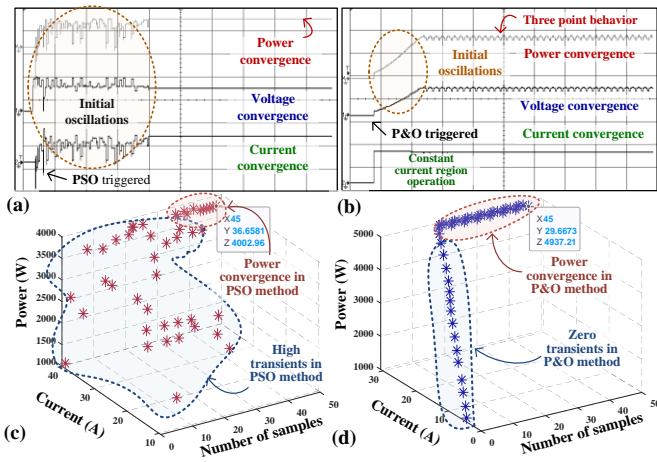 Power
convergence
Initial
oscillations
Voltage
convergence
Current
convergence
PSO triggered
(a)
Three point behavior
Initial
oscillations
Power convergence
Voltage convergence
P&O triggered
Current convergence
Constant
current region
operation
(b)
X 45
Y 36.6581
Z 4002.96
Power
convergence in
PSO method
High
transients in
PSO method
Power (W)
4000
3500
3000
2500
2000
1500
1000
40
30
20
10
Current (A)
0
10
20
30
40
50
Number of samples
(c)
X 45
Y 29.6673
Z 4937.21
Power
convergence in
P&O method
Zero
transients in
P&O method
Power (W)
5000
4000
3000
2000
1000
30
20
10
0
Current (A)
0
10
20
30
40
50
Number of samples
(d)